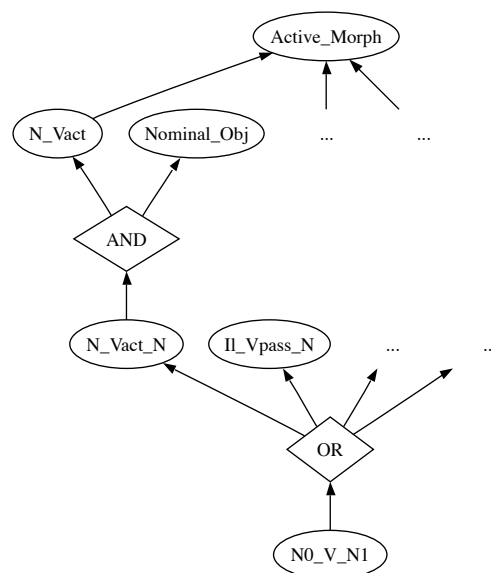 Active_Morph
N_Vact
Nominal_Obj
...
...
AND
N_Vact_N
Il_Vpass_N
...
..
OR
N0_V_N1